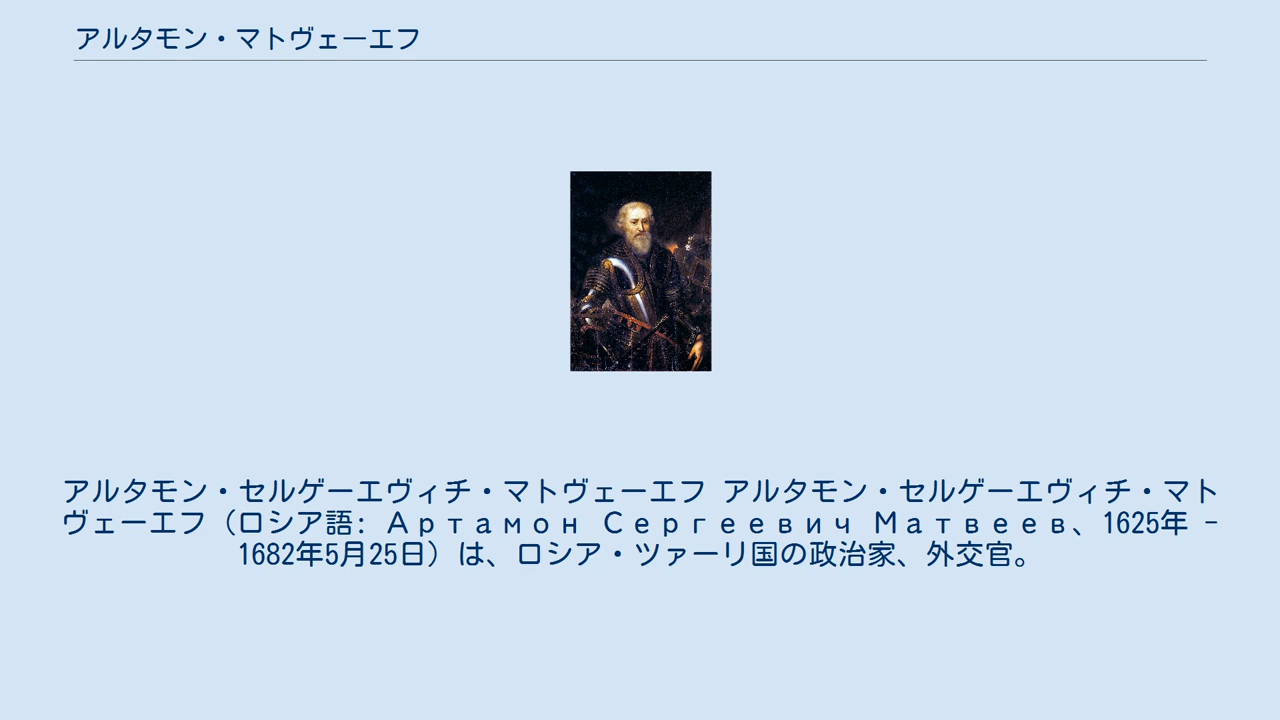 アルタモン・マトヴェーエフ
アルタモン・セルゲーエヴィチ・マトヴェーエフ アルタモン・セルゲーエヴィチ・マト
ヴェーエフ（ロシア語: Артамон Сергеевич Матвеев、1625年 -
1682年5月25日）は、ロシア・ツァーリ国の政治家、外交官。